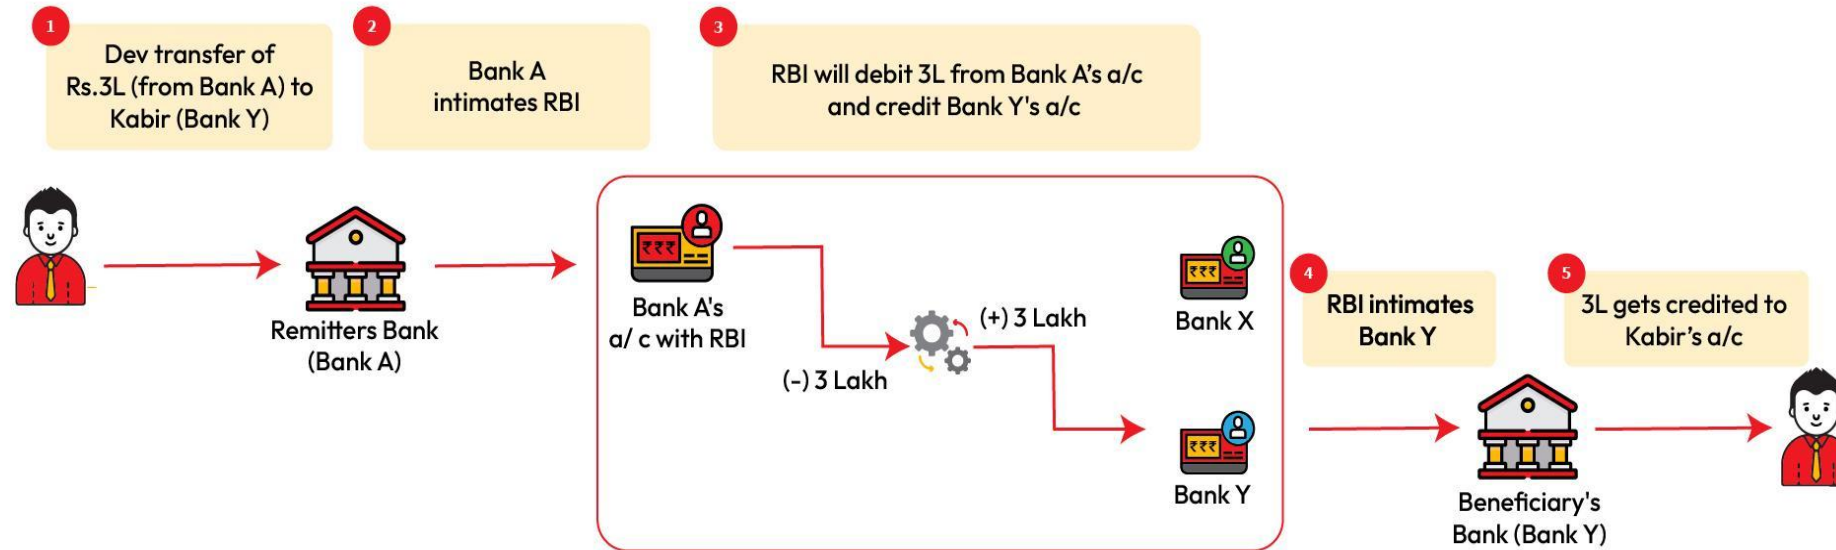 1
Dev transfer of
Rs.3L (from Bank A) to
Kabir (Bank Y)
2
Bank A
intimates RBI
3
RBI will debit 3L from Bank A's a/c
and credit Bank Y's a/c
Remitters Bank
(Bank A)
₹₹₹
Bank A's
a/ c with RBI
(-) 3 Lakh
(+) 3 Lakh
₹₹₹
Bank X
₹₹₹
Bank Y
4
RBI intimates
Bank Y
5
3L gets credited to
Kabir's a/c
Beneficiary's
Bank (Bank Y)